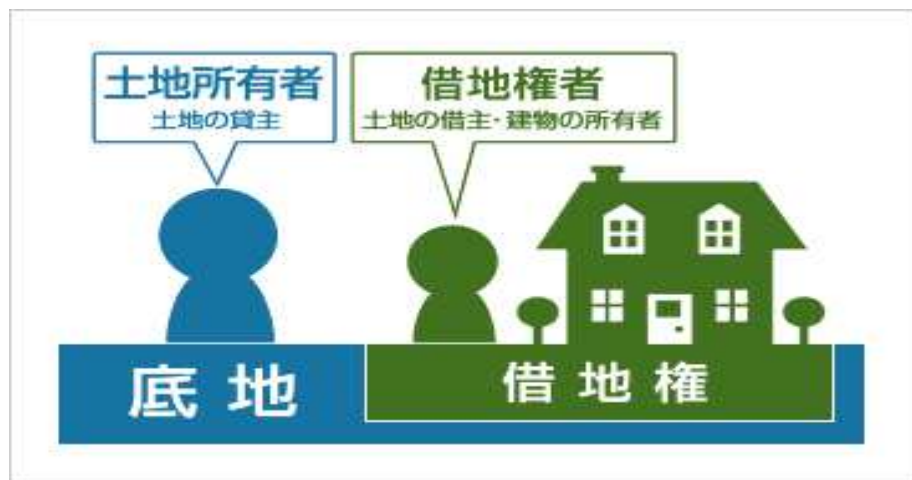 土地所有者
土地の貸主
借地権者
土地の借主・建物の所有者
底地
借地権